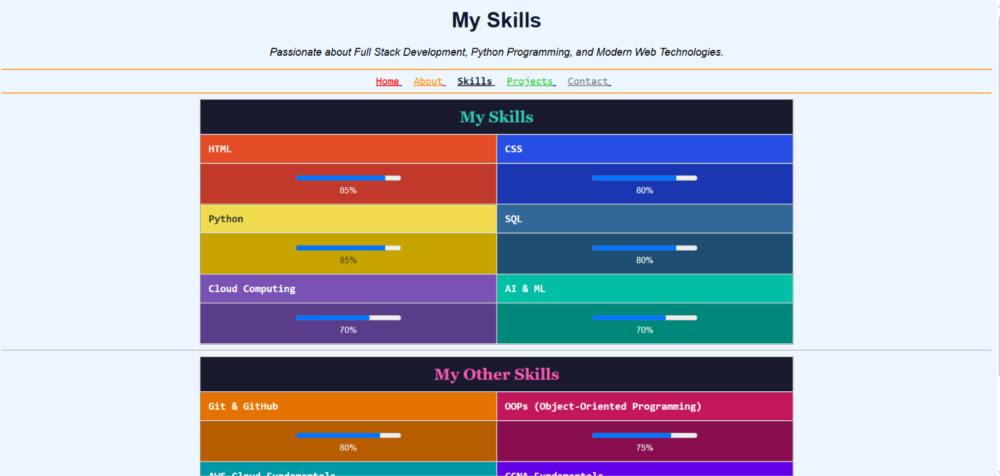 My Skills
Passionate about Full Stack Development, Python Programming, and Modern Web Technologies.
Home About Skills Projects Contact
My Skills
HTML CSS
85% 80%
Python SQL
85% 80%
Cloud Computing AI & ML
70% 70%
My Other Skills
Git & GitHub OOPs (Object-Oriented Programming)
80% 75%
AWS Cloud Fundamentals CCNA Fundamentals